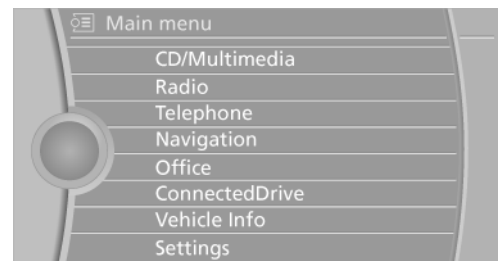 Main menu
CD/Multimedia
Radio
Telephone
Navigation
Office
ConnectedDrive
Vehicle Info
Settings